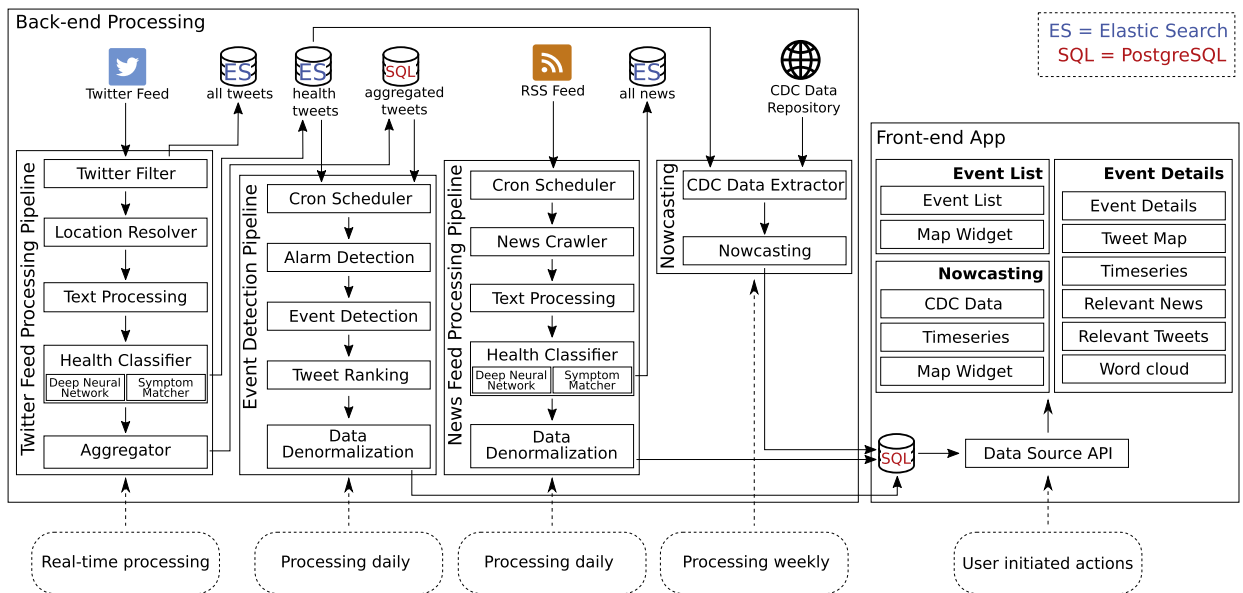 Back-end Processing
ES = Elastic Search
SQL = PostgreSQL
Twitter Feed
ES
all tweets
ES
health
tweets
SQL
aggregated
tweets
RSS Feed
ES
all news
CDC Data
Repository
Twitter Feed Processing Pipeline
Twitter Filter
Location Resolver
Text Processing
Health Classifier
Deep Neural
Network
Symptom
Matcher
Aggregator
Event Detection Pipeline
Cron Scheduler
Alarm Detection
Event Detection
Tweet Ranking
Data
Denormalization
News Feed Processing Pipeline
Cron Scheduler
News Crawler
Text Processing
Health Classifier
Deep Neural
Network
Symptom
Matcher
Data
Denormalization
Nowcasting
CDC Data Extractor
Nowcasting
Front-end App
Event List
Event List
Map Widget
Nowcasting
CDC Data
Timeseries
Map Widget
Event Details
Event Details
Tweet Map
Timeseries
Relevant News
Relevant Tweets
Word cloud
SQL
Data Source API
Real-time processing
Processing daily
Processing daily
Processing weekly
User initiated actions